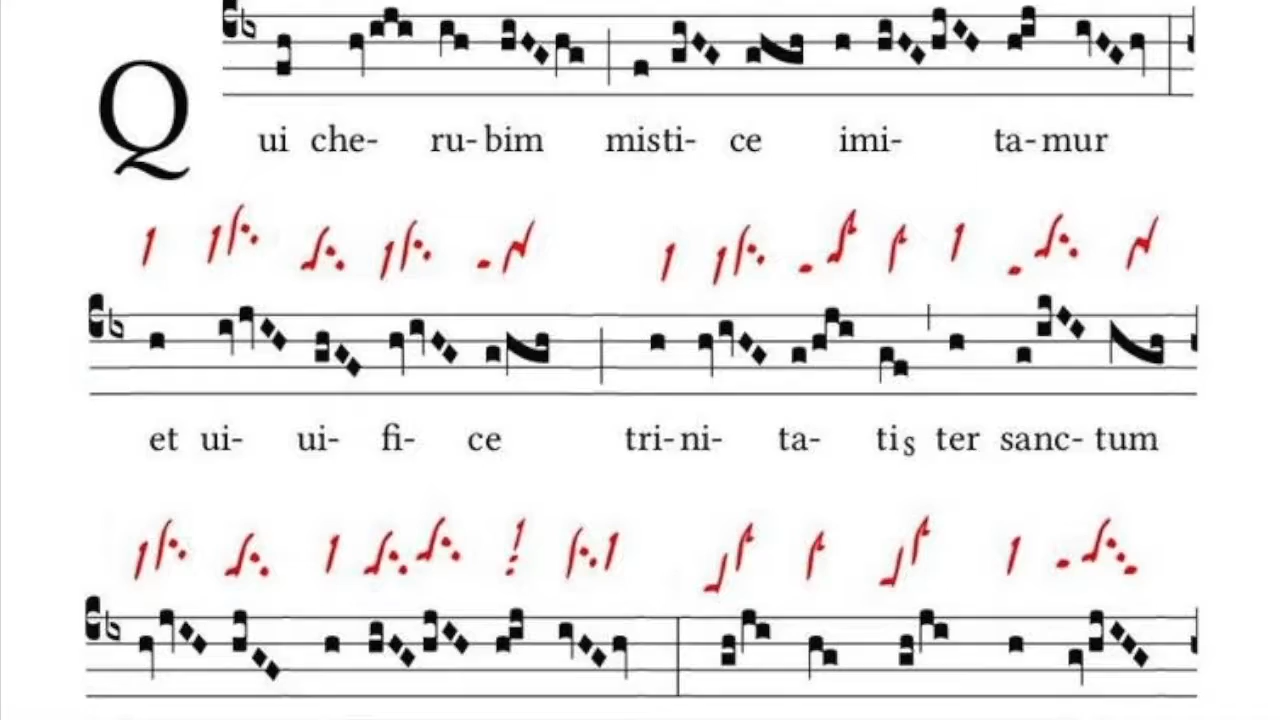 Qui che- ru- bim misti- ce imi- ta- mur
et ui- ui- fi- ce tri- ni- ta- tis ter sanc- tum